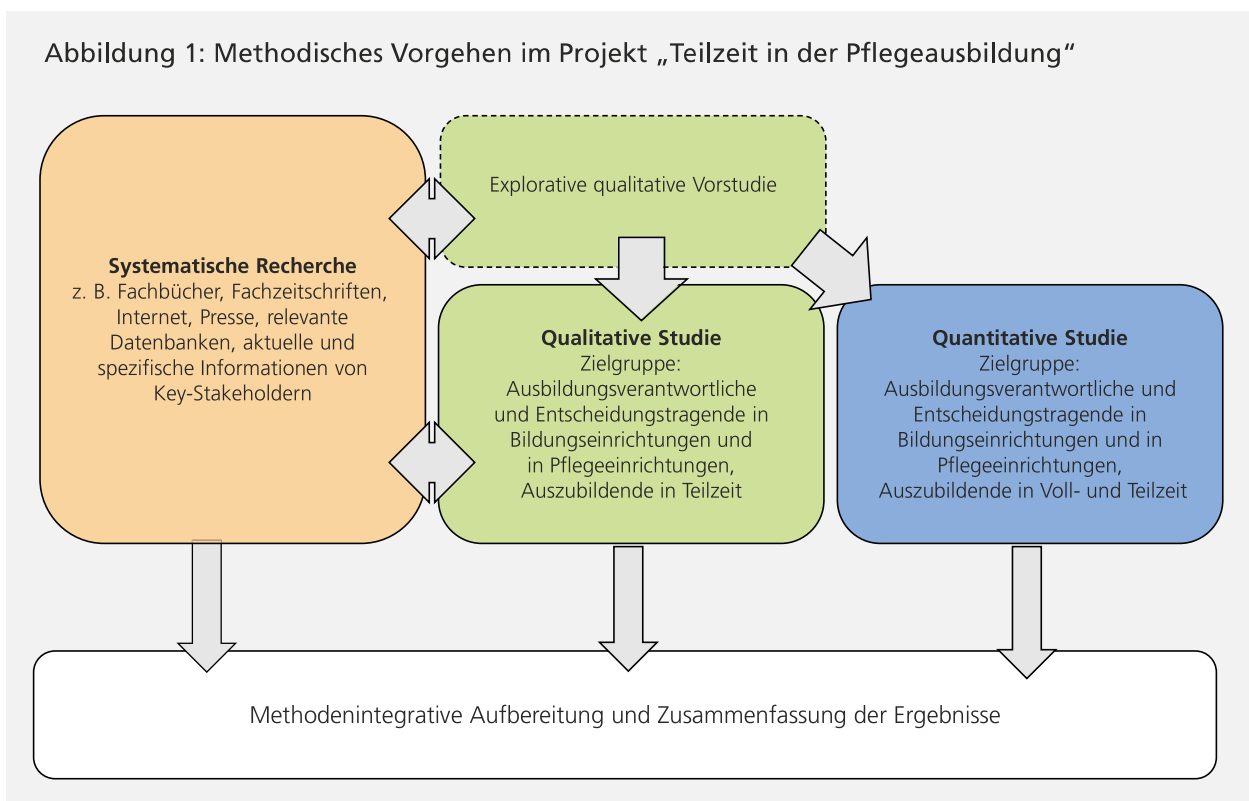 Abbildung 1: Methodisches Vorgehen im Projekt „Teilzeit in der Pflegeausbildung“
Systematische Recherche
z. B. Fachbücher, Fachzeitschriften,
Internet, Presse, relevante
Datenbanken, aktuelle und
spezifische Informationen von
Key-Stakeholdern
Explorative qualitative Vorstudie
Qualitative Studie
Zielgruppe:
Ausbildungsverantwortliche
und Entscheidungstragende in
Bildungseinrichtungen und
in Pflegeeinrichtungen,
Auszubildende in Teilzeit
Quantitative Studie
Zielgruppe:
Ausbildungsverantwortliche und
Entscheidungstragende in
Bildungseinrichtungen und in
Pflegeeinrichtungen,
Auszubildende in Voll- und Teilzeit
Methodenintegrative Aufbereitung und Zusammenfassung der Ergebnisse